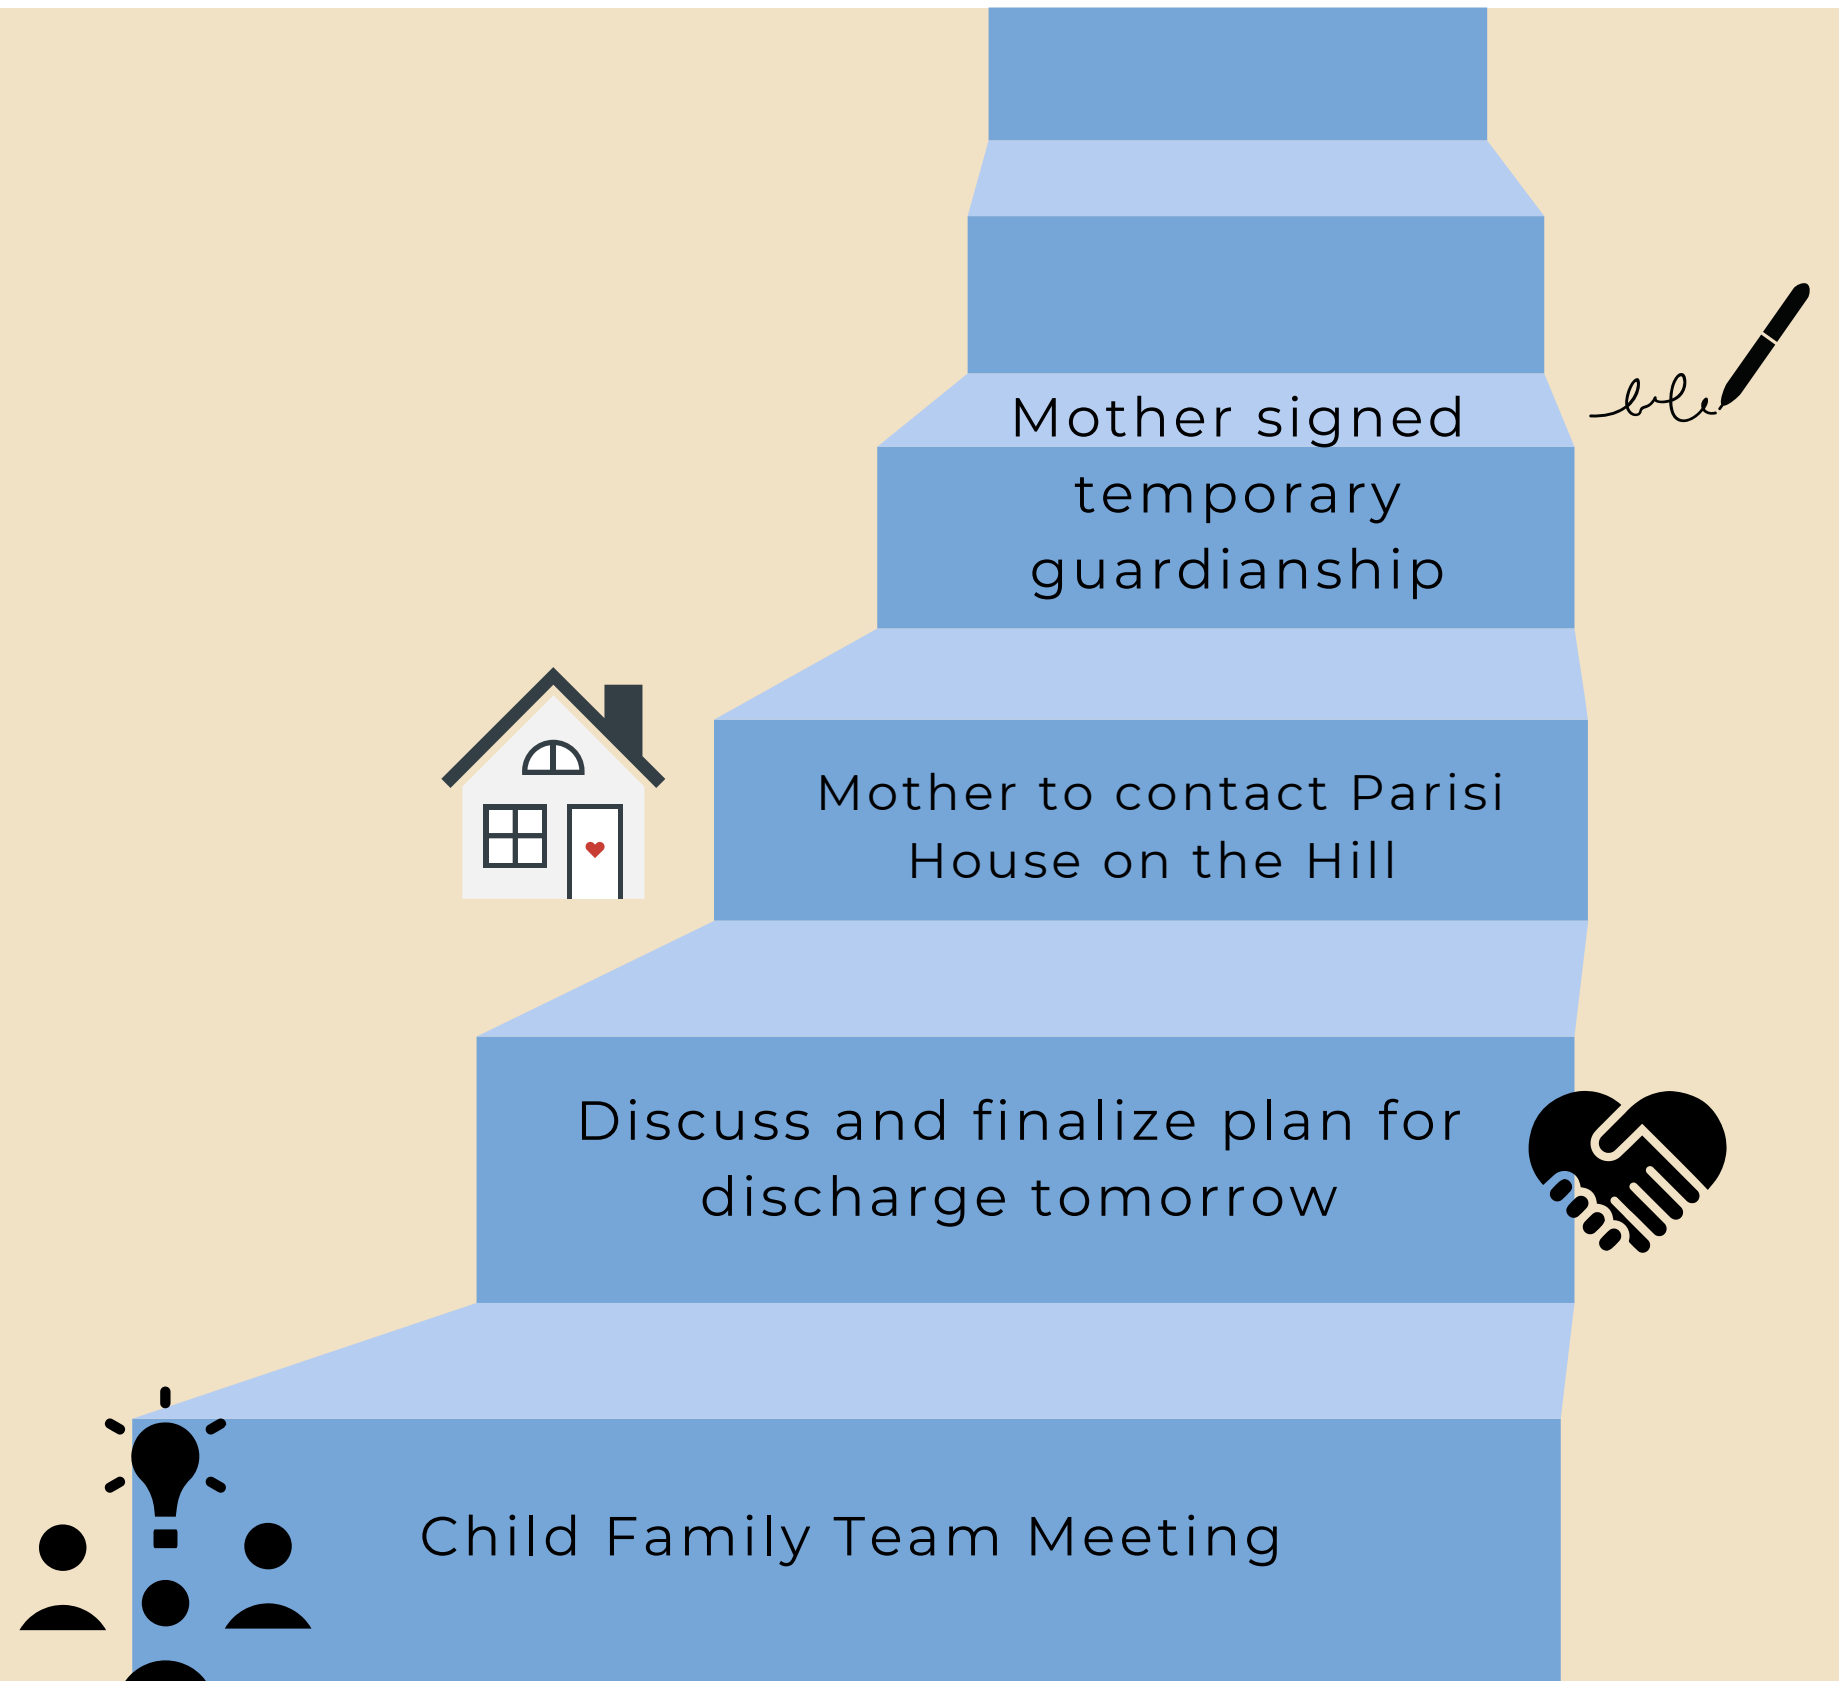 Mother signed
temporary
guardianship
Mother to contact Parisi
House on the Hill
Discuss and finalize plan for
discharge tomorrow
Child Family Team Meeting